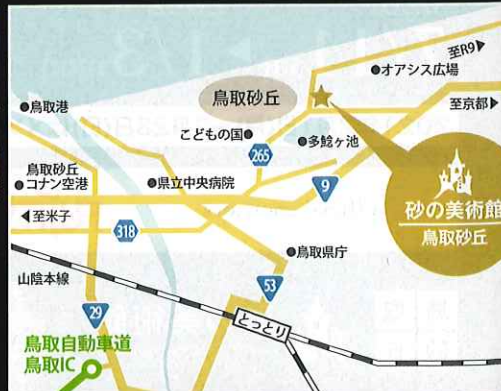 至R9▶
オアシス広場
至京都▶
鳥取砂丘
鳥取港
こどもの国
多鯰ヶ池
265
鳥取砂丘
コナン空港
県立中央病院
9
砂の美術館
鳥取砂丘
◀至米子
318
鳥取県庁
山陰本線
53
29
とっとり
鳥取自動車道
鳥取IC